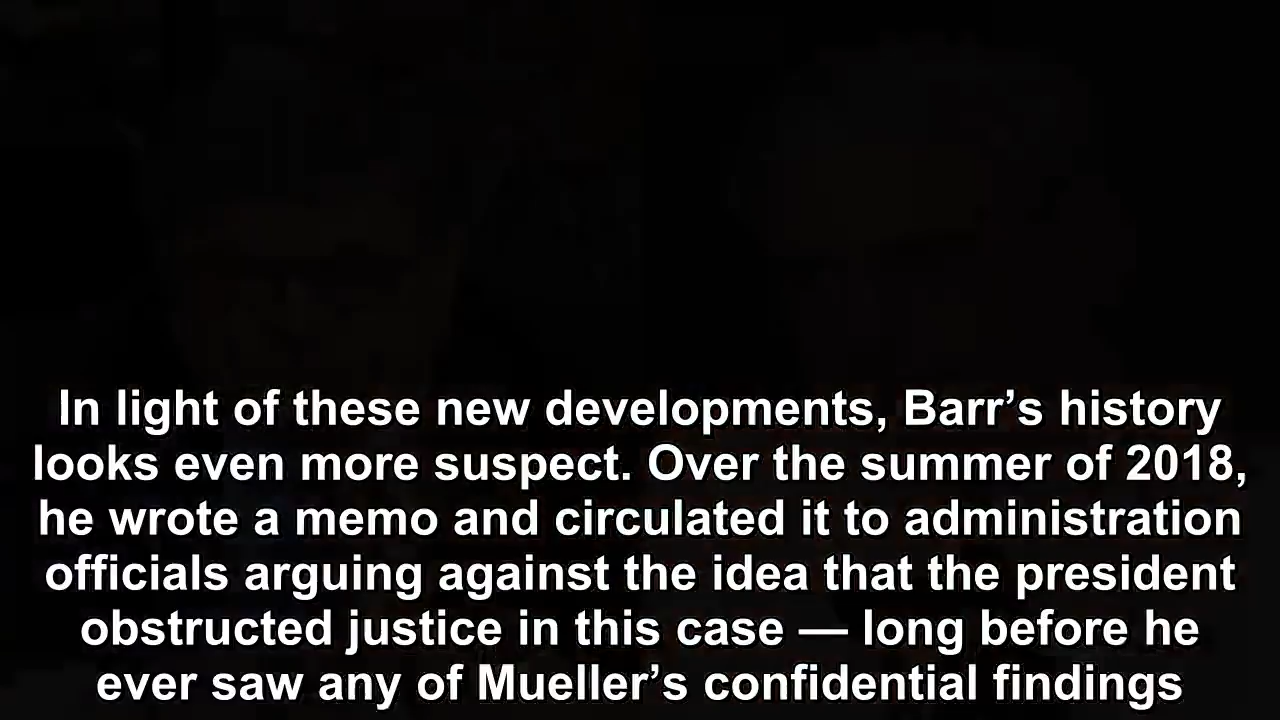 In light of these new developments, Barr’s history
looks even more suspect. Over the summer of 2018,
he wrote a memo and circulated it to administration
officials arguing against the idea that the president
obstructed justice in this case — long before he
ever saw any of Mueller’s confidential findings